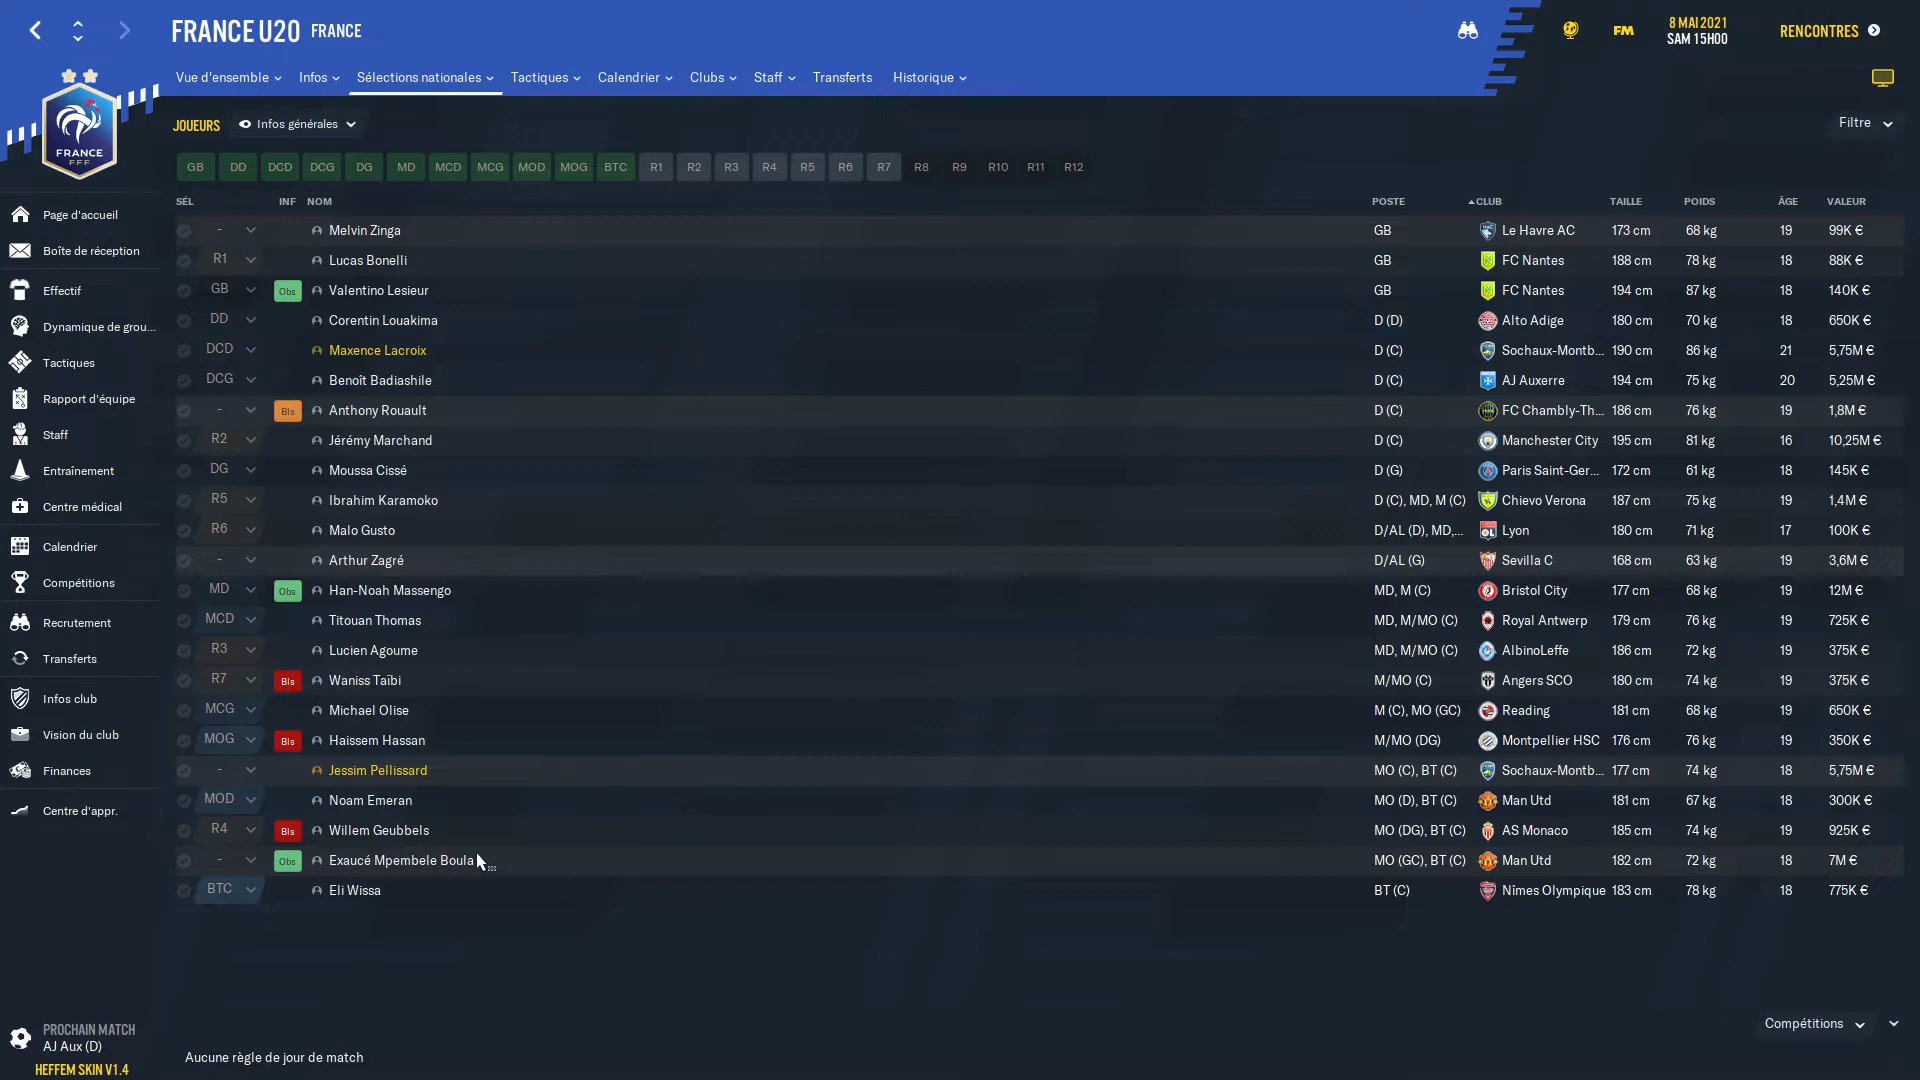 FRANCE U20 FRANCE
8 MAI 2021
SAM 15H00
FM
RENCONTRES
Vue d'ensemble Infos Sélections nationales Tactiques Calendrier Clubs Staff Transferts Historique
FRANCE
FFF
JOUEURS Infos générales Filtre
GB DD DCD DCG DG MD MCD MCG MOD MOG BTC R1 R2 R3 R4 R5 R6 R7 R8 R9 R10 R11 R12
SÉL INF NOM POSTE CLUB TAILLE POIDS ÂGE VALEUR
- Melvin Zinga GB Le Havre AC 173 cm 68 kg 19 99K €
R1 Lucas Bonelli GB FC Nantes 188 cm 78 kg 18 88K €
GB Obs Valentino Lesieur GB FC Nantes 194 cm 87 kg 18 140K €
DD Corentin Louakima D (D) Alto Adige 180 cm 70 kg 18 650K €
DCD Maxence Lacroix D (C) Sochaux-Montb... 190 cm 86 kg 21 5,75M €
DCG Benoît Badiashile D (C) AJ Auxerre 194 cm 75 kg 20 5,25M €
- Bls Anthony Rouault D (C) FC Chambly-Th... 186 cm 76 kg 19 1,8M €
R2 Jérémy Marchand D (C) Manchester City 195 cm 81 kg 16 10,25M €
DG Moussa Cissé D (G) Paris Saint-Ger... 172 cm 61 kg 18 145K €
R5 Ibrahim Karamoko D (C), MD, M (C) Chievo Verona 187 cm 75 kg 19 1,4M €
R6 Malo Gusto D/AL (D), MD,... Lyon 180 cm 71 kg 17 100K €
- Arthur Zagré D/AL (G) Sevilla C 168 cm 63 kg 19 3,6M €
MD Obs Han-Noah Massengo MD, M (C) Bristol City 177 cm 68 kg 19 12M €
MCD Titouan Thomas MD, M/MO (C) Royal Antwerp 179 cm 76 kg 19 725K €
R3 Lucien Agoume MD, M/MO (C) AlbinoLeffe 186 cm 72 kg 19 375K €
R7 Bls Waniss Taïbi M/MO (C) Angers SCO 180 cm 74 kg 19 375K €
MCG Michael Olise M (C), MO (GC) Reading 181 cm 68 kg 19 650K €
MOG Bls Haissem Hassan M/MO (DG) Montpellier HSC 176 cm 76 kg 19 350K €
- Jessim Pellissard MO (C), BT (C) Sochaux-Montb... 177 cm 74 kg 18 5,75M €
MOD Noam Emeran MO (D), BT (C) Man Utd 181 cm 67 kg 18 300K €
R4 Bls Willem Geubbels MO (DG), BT (C) AS Monaco 185 cm 74 kg 19 925K €
- Obs Exaucé Mpembele Boula MO (GC), BT (C) Man Utd 182 cm 72 kg 18 7M €
BTC Eli Wissa BT (C) Nîmes Olympique 183 cm 78 kg 18 775K €
Page d'accueil
Boîte de réception
Effectif
Dynamique de grou...
Tactiques
Rapport d'équipe
Staff
Entraînement
Centre médical
Calendrier
Compétitions
Recrutement
Transferts
Infos club
Vision du club
Finances
Centre d'appr.
PROCHAIN MATCH
AJ Aux (D)
HEFFEM SKIN V1.4
Compétitions
Aucune règle de jour de match